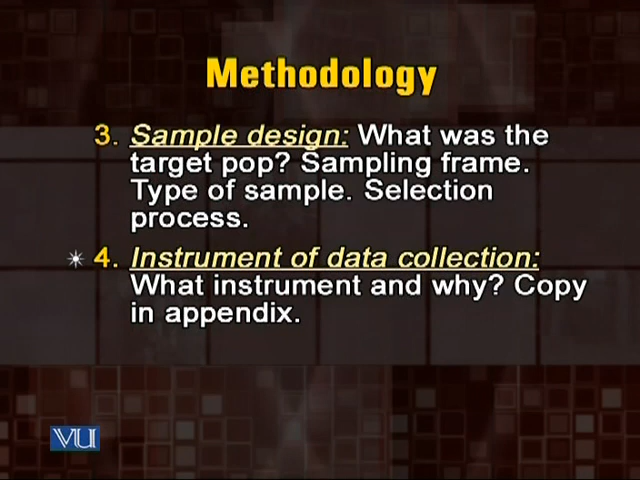 Methodology
3. Sample design: What was the
target pop? Sampling frame.
Type of sample. Selection
process.
4. Instrument of data collection:
What instrument and why? Copy
in appendix.
VU